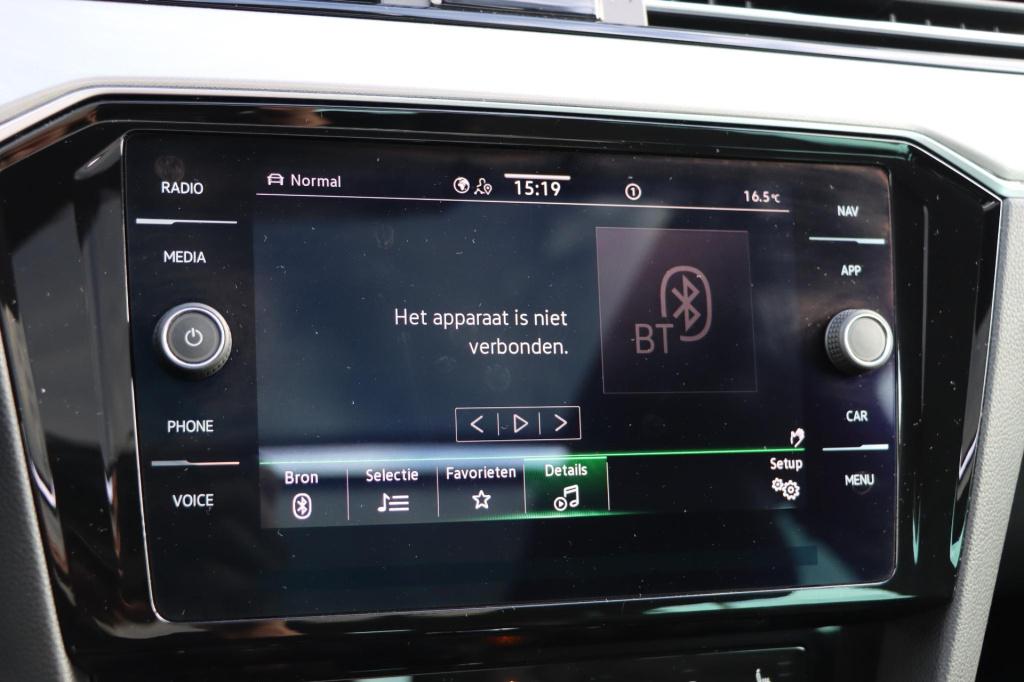 RADIO
MEDIA
PHONE
VOICE
Normal
15:19
1
16.5°C
Het apparaat is niet
verbonden.
BT
Bron
Selectie
Favorieten
Details
Setup
NAV
APP
CAR
MENU